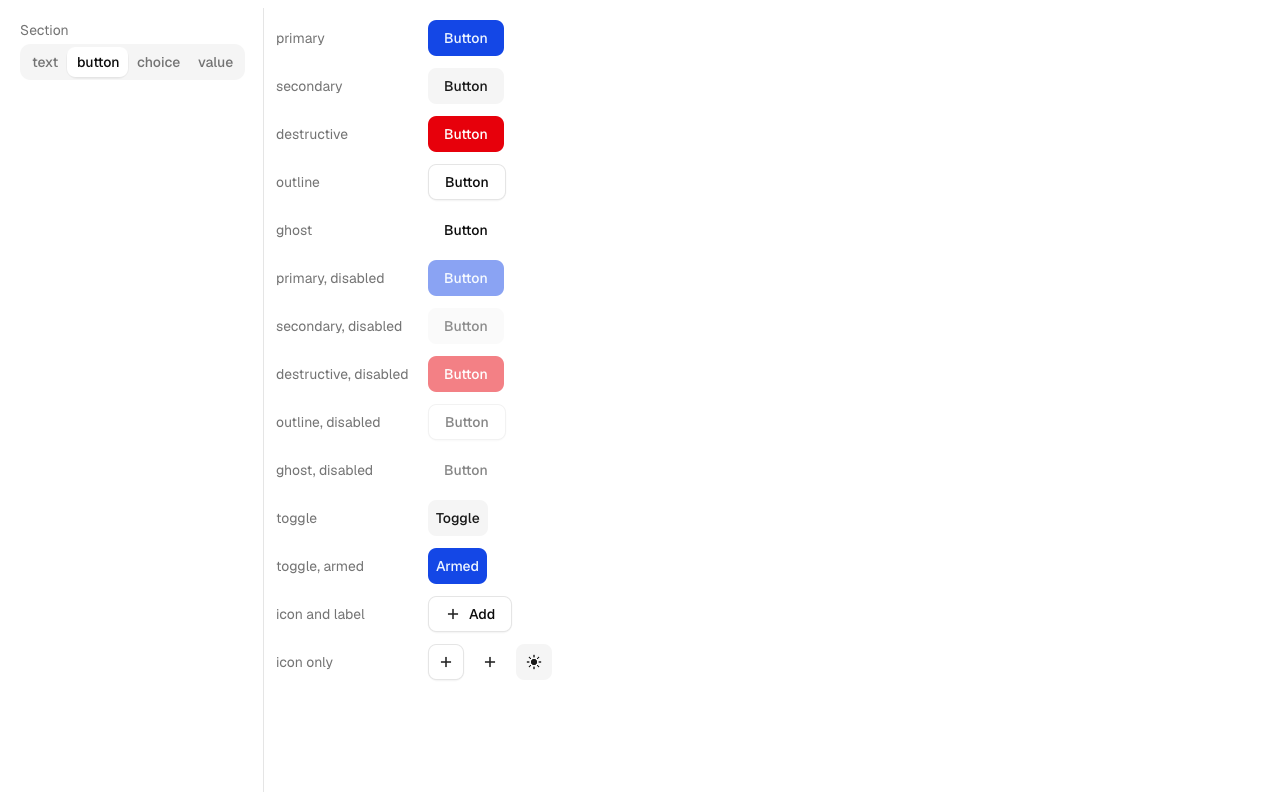 Section
text button choice value
primary Button
secondary Button
destructive Button
outline Button
ghost Button
primary, disabled Button
secondary, disabled Button
destructive, disabled Button
outline, disabled Button
ghost, disabled Button
toggle Toggle
toggle, armed Armed
icon and label Add
icon only